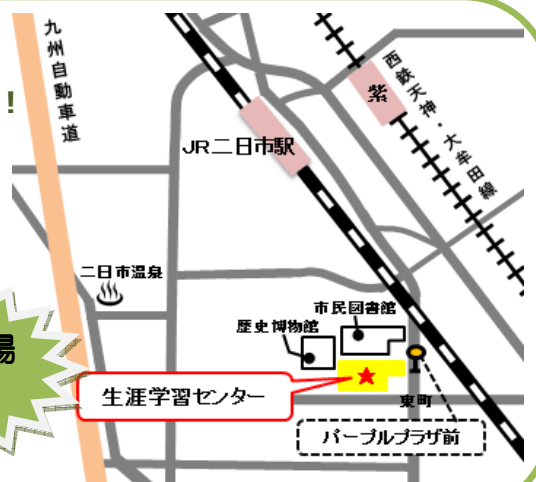 九州自動車道
!
西鉄天神・大牟田線
紫
JR二日市駅
二日市温泉
市民図書館
歴史博物館
場
生涯学習センター
東町
パープルプラザ前